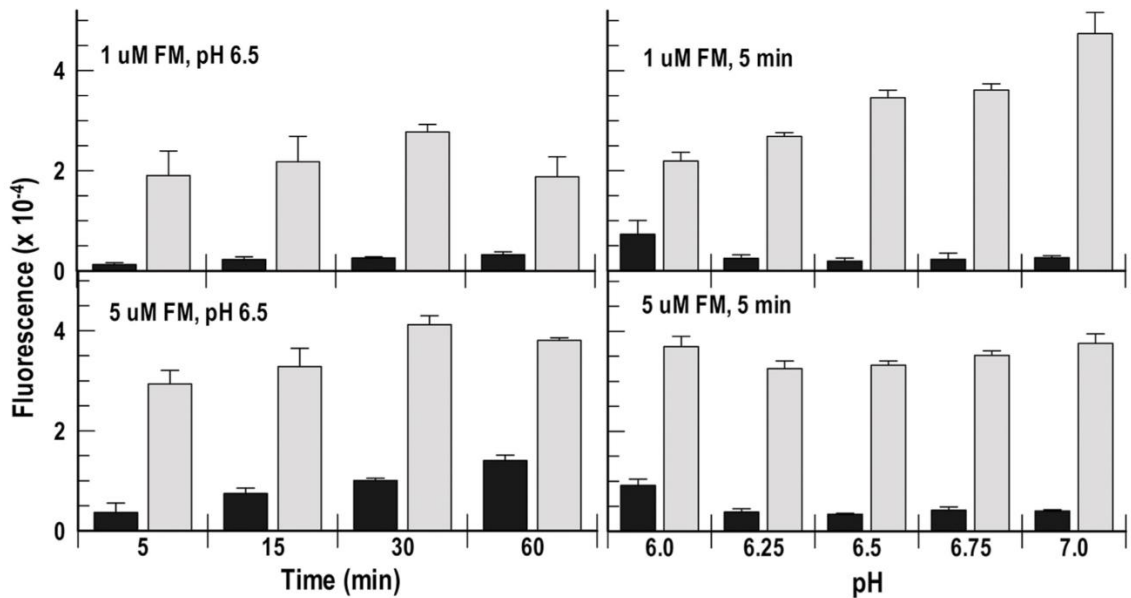 1 uM FM, pH 6.5
1 uM FM, 5 min
4
2
0
5 uM FM, pH 6.5
5 uM FM, 5 min
4
2
0
Fluorescence (x 10⁻⁴)
5 15 30 60
6.0 6.25 6.5 6.75 7.0
Time (min)
pH